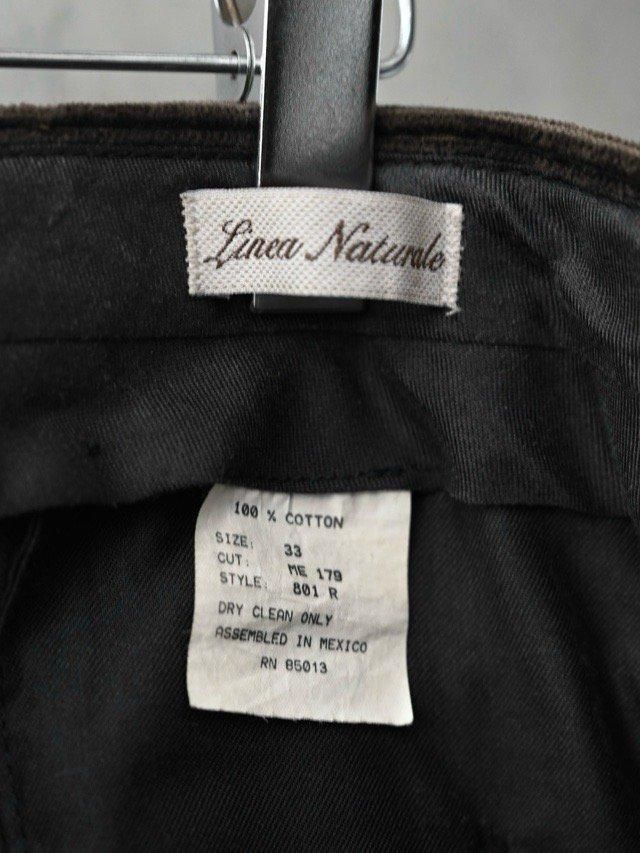 Linea Naturale
100 % COTTON
SIZE: 33
CUT: ME 179
STYLE: 801 R
DRY CLEAN ONLY
ASSEMBLED IN MEXICO
RN 85013